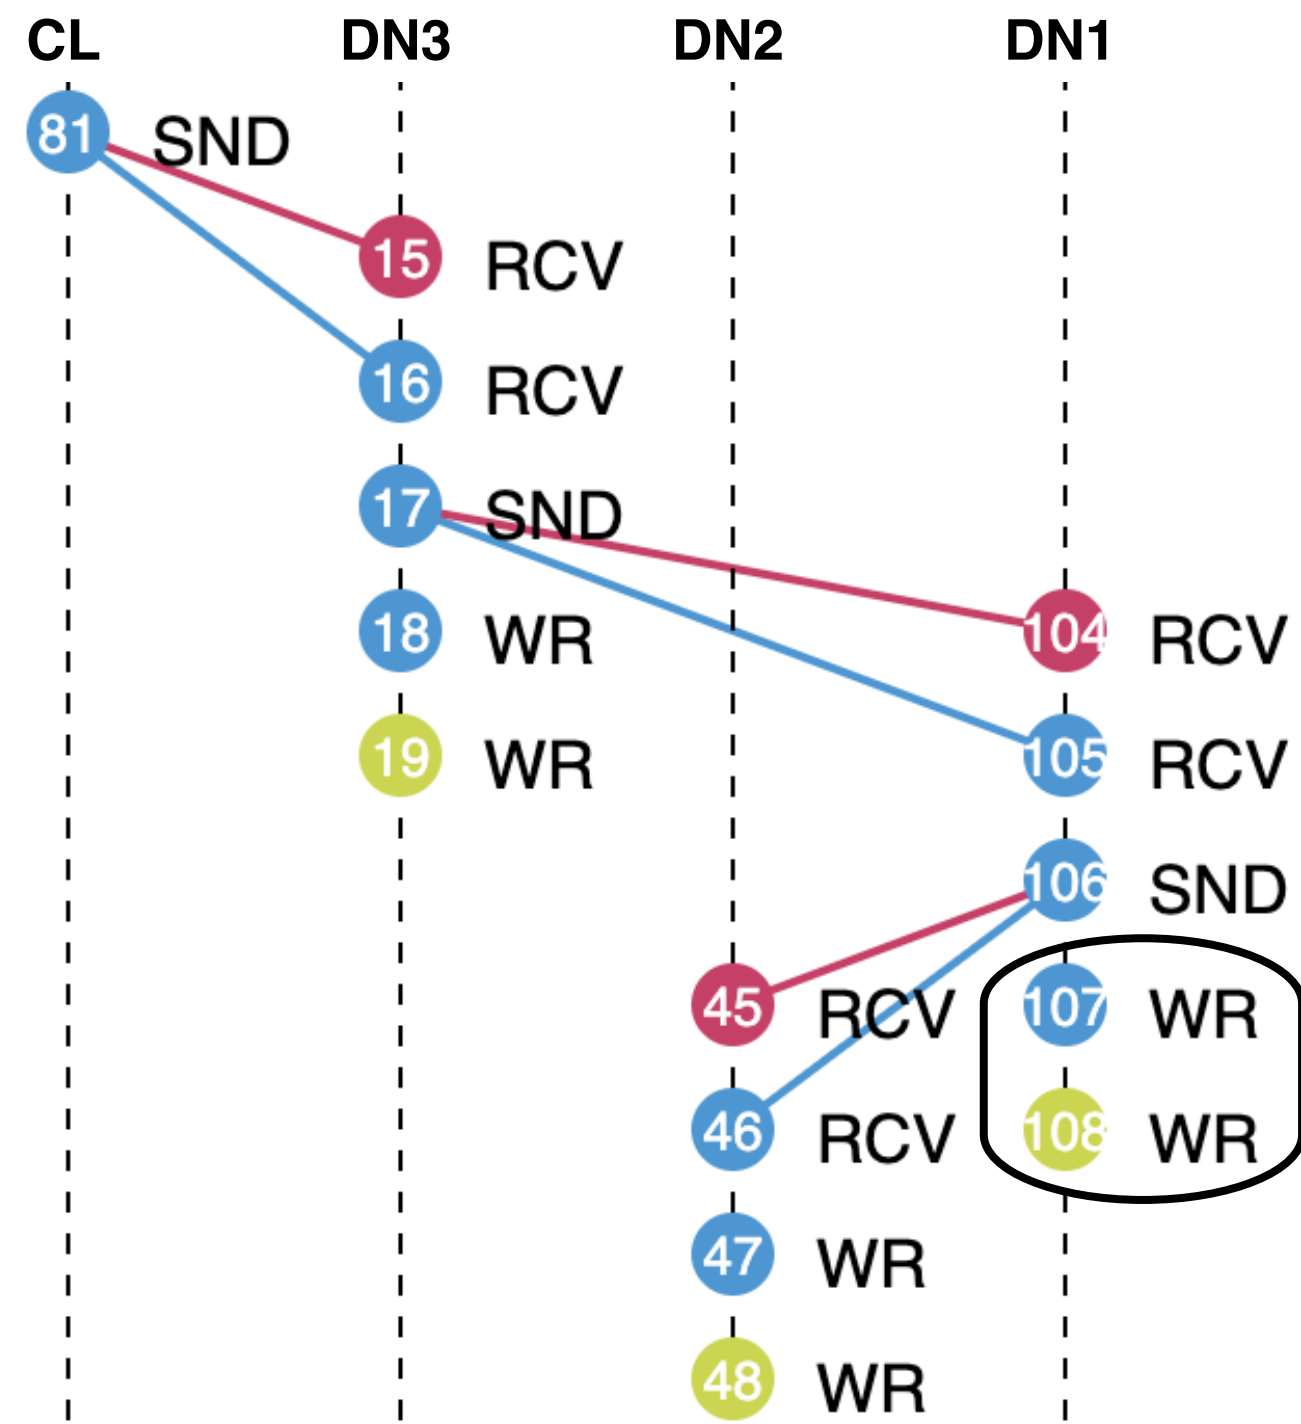 CL DN3 DN2 DN1
81 SND
15 RCV
16 RCV
17 SND
18 WR 104 RCV
19 WR 105 RCV
106 SND
45 RCV 107 WR
46 RCV 108 WR
47 WR
48 WR